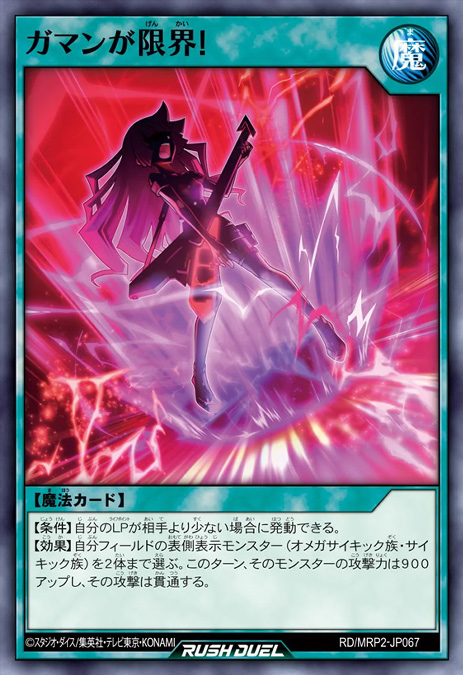 ガマンが限界!
魔
【魔法カード】
【条件】自分のLPが相手より少ない場合に発動できる。
【効果】自分フィールドの表側表示モンスター(オメガサイキック族・サイ
キック族)を2体まで選ぶ。このターン、そのモンスターの攻撃力は900
アップし、その攻撃は貫通する。
©スタジオ・ダイス/集英社・テレビ東京・KONAMI
RUSH DUEL
RD/MRP2-JP067